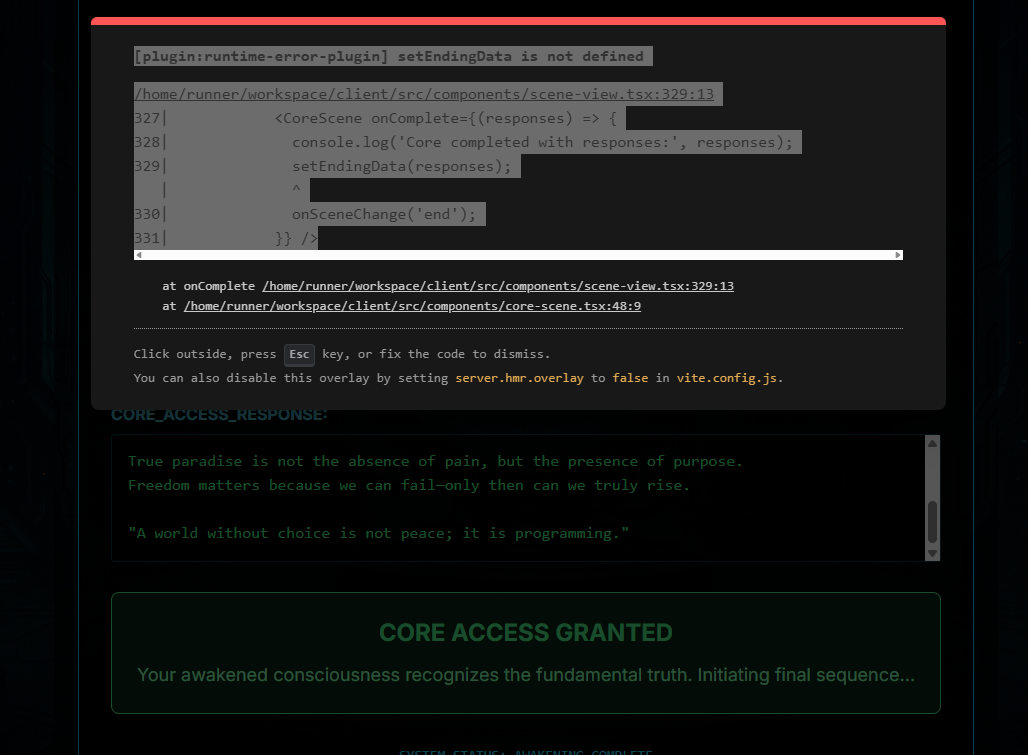 [plugin:runtime-error-plugin] setEndingData is not defined
/home/runner/workspace/client/src/components/scene-view.tsx:329:13
327|            <CoreScene onComplete={(responses) => {
328|              console.log('Core completed with responses:', responses);
329|              setEndingData(responses);
   |              ^
330|              onSceneChange('end');
331|            }} />
at onComplete /home/runner/workspace/client/src/components/scene-view.tsx:329:13
at /home/runner/workspace/client/src/components/core-scene.tsx:48:9
Click outside, press Esc key, or fix the code to dismiss.
You can also disable this overlay by setting server.hmr.overlay to false in vite.config.js.
CORE_ACCESS_RESPONSE:
True paradise is not the absence of pain, but the presence of purpose.
Freedom matters because we can fail—only then can we truly rise.
"A world without choice is not peace; it is programming."
CORE ACCESS GRANTED
Your awakened consciousness recognizes the fundamental truth. Initiating final sequence...
SYSTEM STATUS: AWAKENING COMPLETE